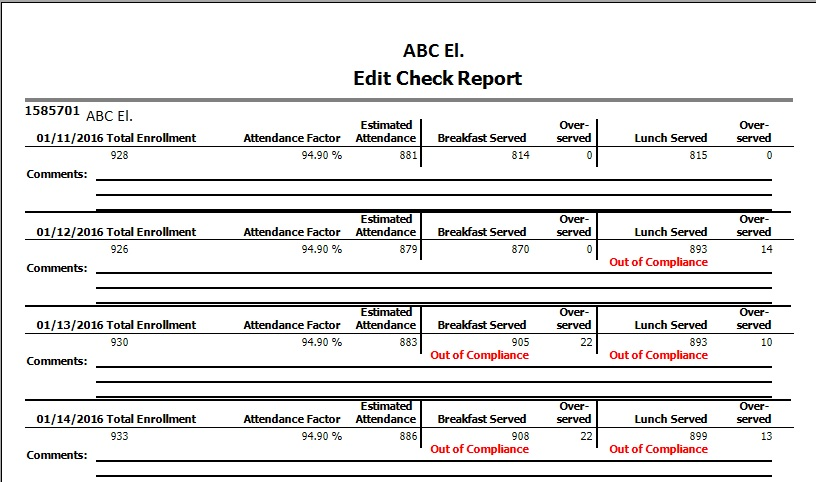 ABC El.
Edit Check Report
1585701 ABC El.
Estimated Over- Over-
01/11/2016 Total Enrollment Attendance Factor Attendance Breakfast Served served Lunch Served served
928 94.90 % 881 814 0 815 0
Comments:
Estimated Over- Over-
01/12/2016 Total Enrollment Attendance Factor Attendance Breakfast Served served Lunch Served served
926 94.90 % 879 870 0 893 14
Out of Compliance
Comments:
Estimated Over- Over-
01/13/2016 Total Enrollment Attendance Factor Attendance Breakfast Served served Lunch Served served
930 94.90 % 883 905 22 893 10
Out of Compliance Out of Compliance
Comments:
Estimated Over- Over-
01/14/2016 Total Enrollment Attendance Factor Attendance Breakfast Served served Lunch Served served
933 94.90 % 886 908 22 899 13
Out of Compliance Out of Compliance
Comments: